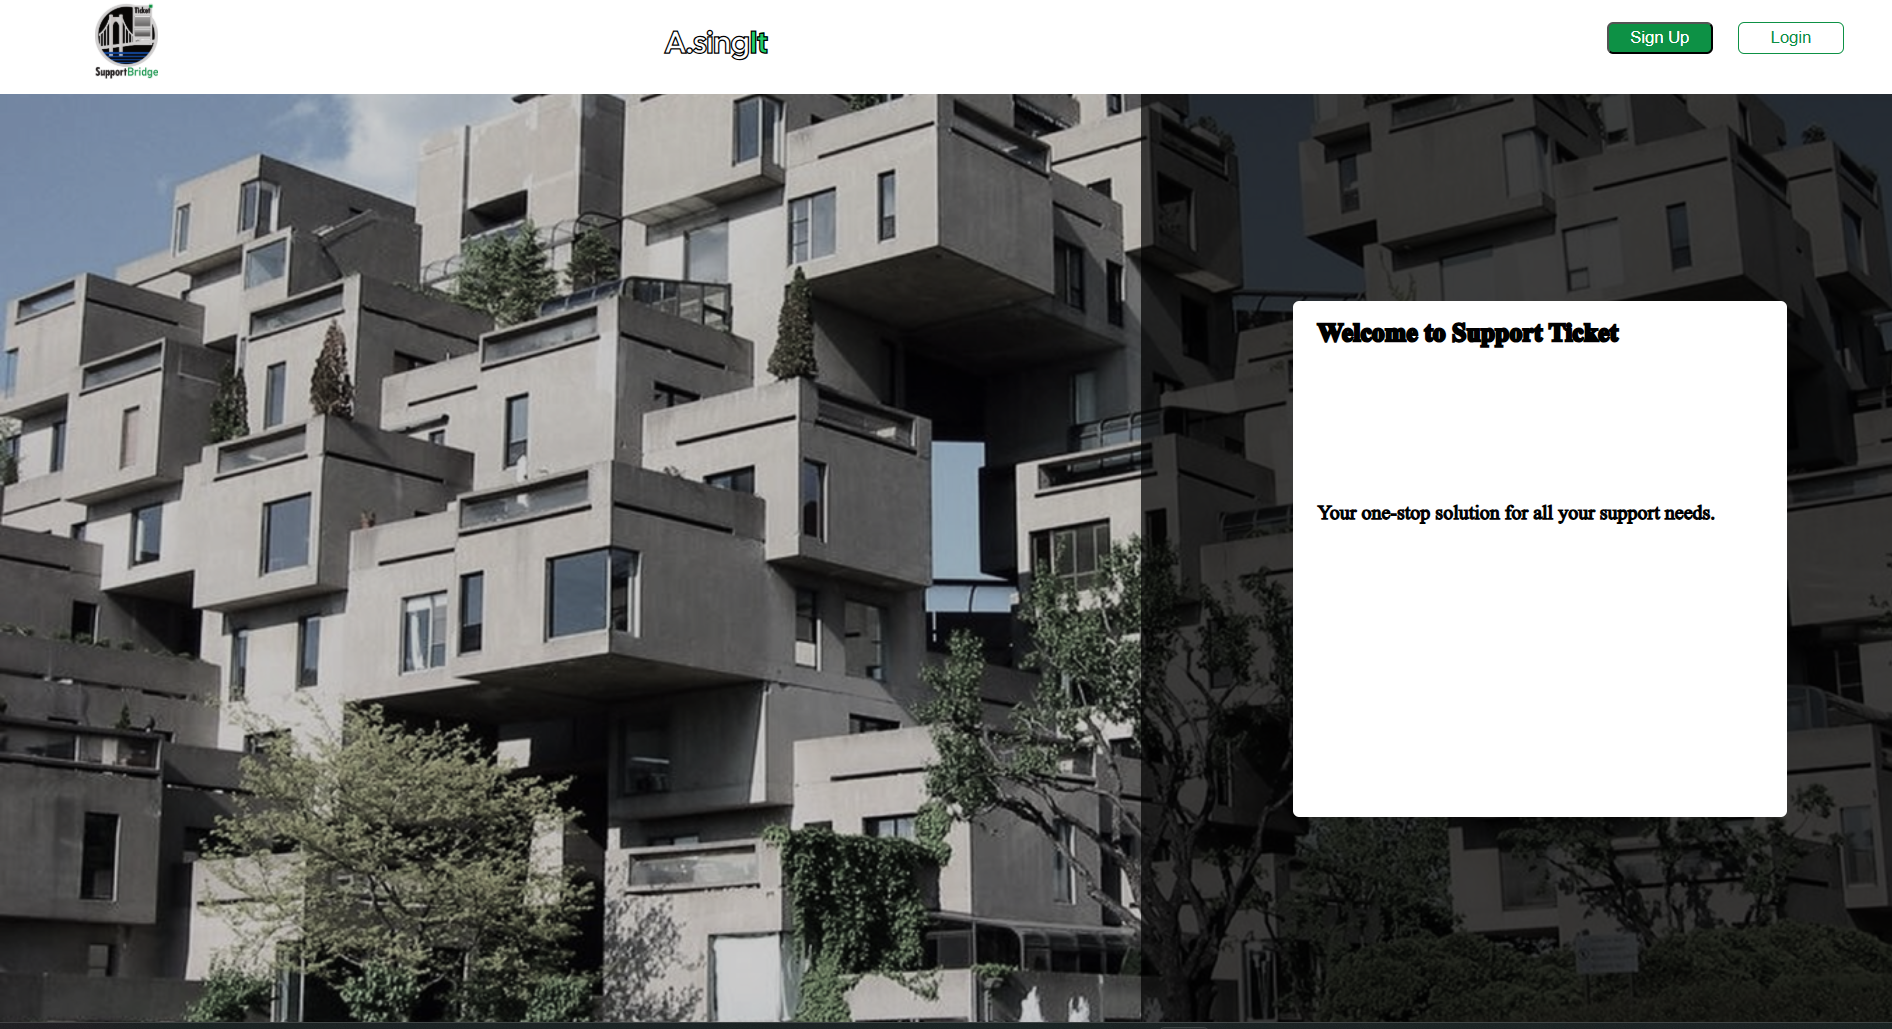 Ticket
SupportBridge
A.singIt
Sign Up
Login
Welcome to Support Ticket
Your one-stop solution for all your support needs.